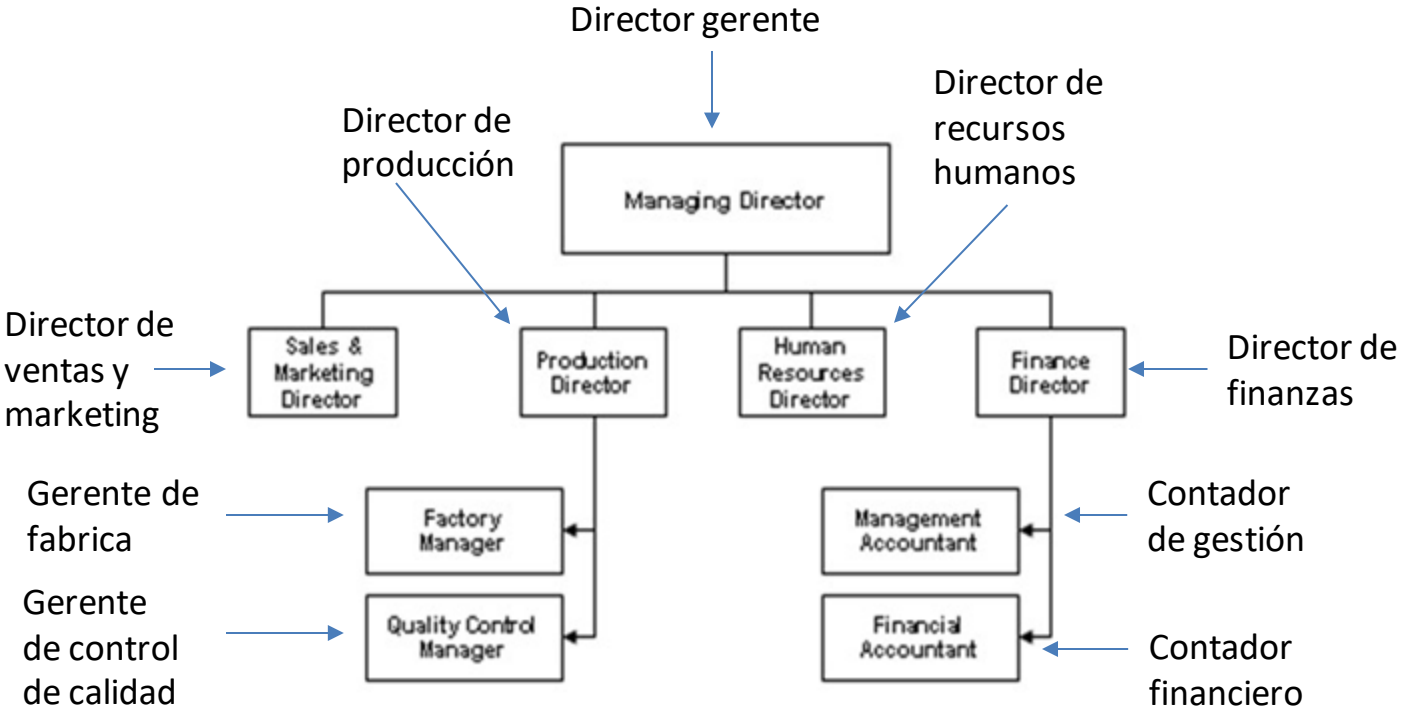 Director gerente
Director de
recursos
humanos
Director de
producción
Managing Director
Director de
ventas y
marketing
Sales &
Marketing
Director
Production
Director
Human
Resources
Director
Finance
Director
Director de
finanzas
Gerente de
fabrica
Factory
Manager
Management
Accountant
Contador
de gestión
Gerente
de control
de calidad
Quality Control
Manager
Financial
Accountant
Contador
financiero